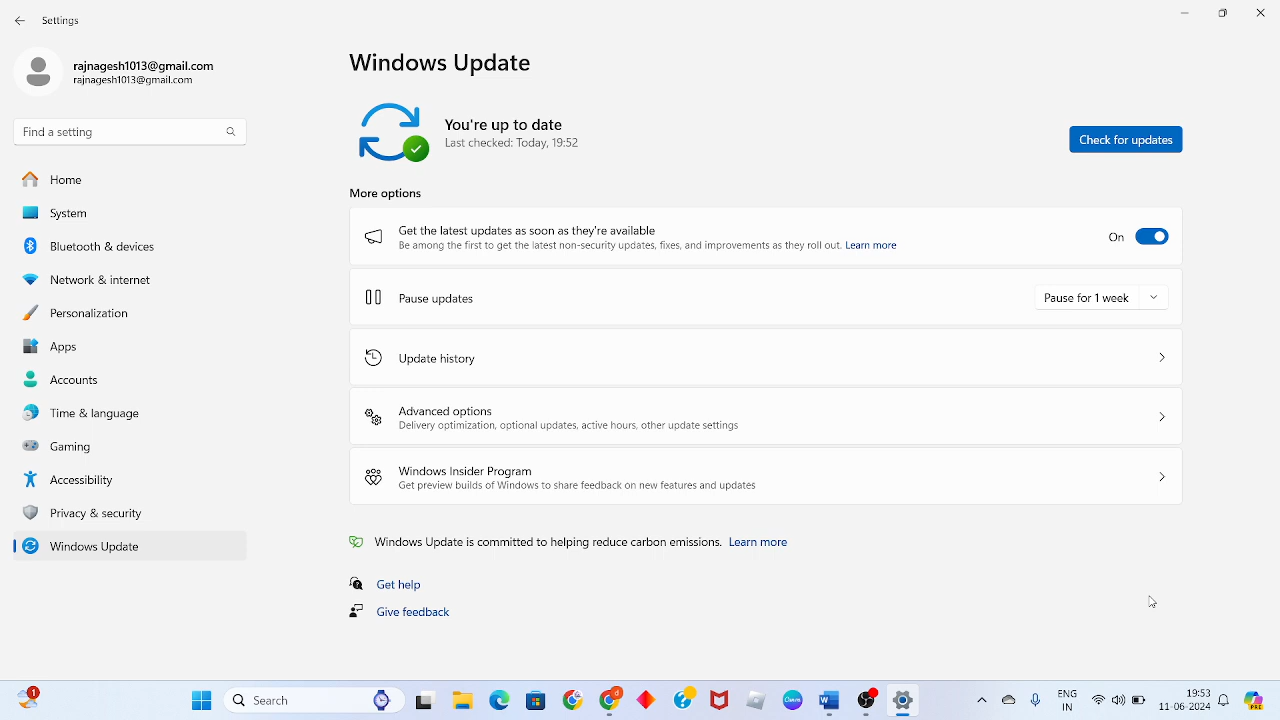 Settings
rajnagesh1013@gmail.com
rajnagesh1013@gmail.com
Find a setting
Home
System
Bluetooth & devices
Network & internet
Personalization
Apps
Accounts
Time & language
Gaming
Accessibility
Privacy & security
Windows Update
Windows Update
You're up to date
Last checked: Today, 19:52
Check for updates
More options
Get the latest updates as soon as they're available
Be among the first to get the latest non-security updates, fixes, and improvements as they roll out. Learn more
On
Pause updates
Pause for 1 week
Update history
Advanced options
Delivery optimization, optional updates, active hours, other update settings
Windows Insider Program
Get preview builds of Windows to share feedback on new features and updates
Windows Update is committed to helping reduce carbon emissions. Learn more
Get help
Give feedback
1
Search
d
Canva
W
ENG
IN
19:53
11-06-2024
PRE